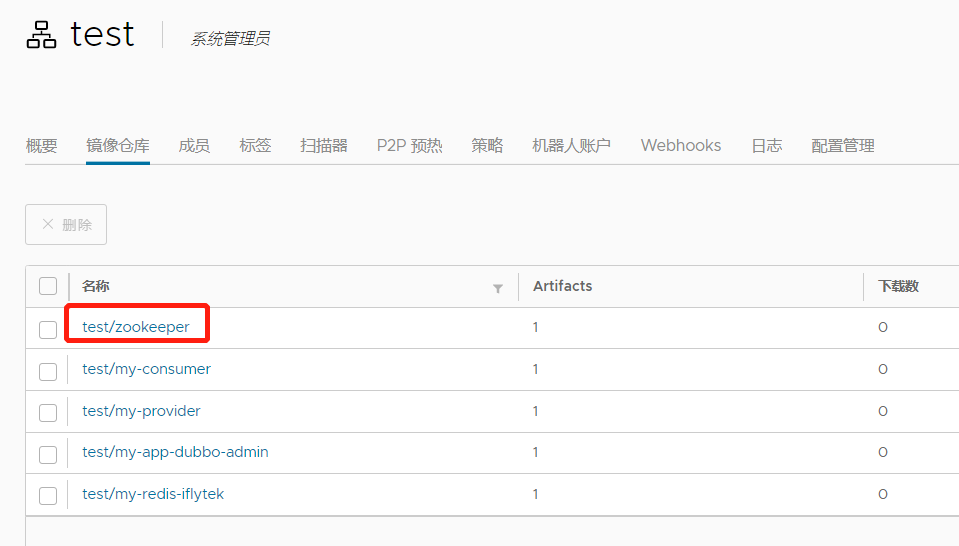 test 系统管理员
概要 镜像仓库 成员 标签 扫描器 P2P 预热 策略 机器人账户 Webhooks 日志 配置管理
× 删除
名称 Artifacts 下载数
test/zookeeper 1 0
test/my-consumer 1 0
test/my-provider 1 0
test/my-app-dubbo-admin 1 0
test/my-redis-iflytek 1 0